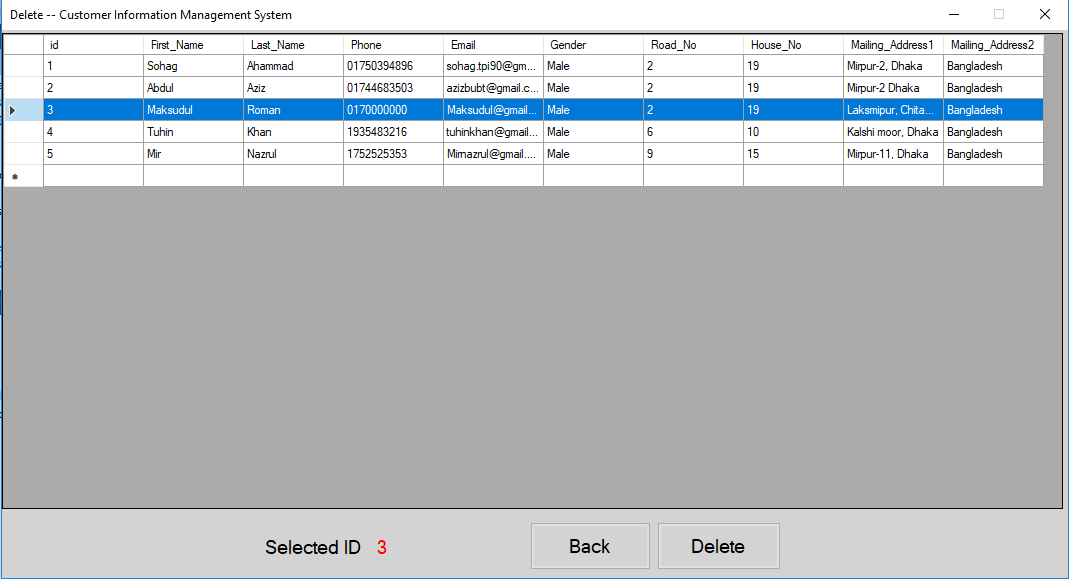 Delete -- Customer Information Management System
id First_Name Last_Name Phone Email Gender Road_No House_No Mailing_Address1 Mailing_Address2
1 Sohag Ahammad 01750394896 sohag.tpi90@gm... Male 2 19 Mirpur-2, Dhaka Bangladesh
2 Abdul Aziz 01744683503 azizbubt@gmail.c... Male 2 19 Mirpur-2 Dhaka Bangladesh
3 Maksudul Roman 0170000000 Maksudul@gmail... Male 2 19 Laksmipur, Chita... Bangladesh
4 Tuhin Khan 1935483216 tuhinkhan@gmail... Male 6 10 Kalshi moor, Dhaka Bangladesh
5 Mir Nazrul 1752525353 Mirnazrul@gmail.... Male 9 15 Mirpur-11, Dhaka Bangladesh
Selected ID 3 Back Delete